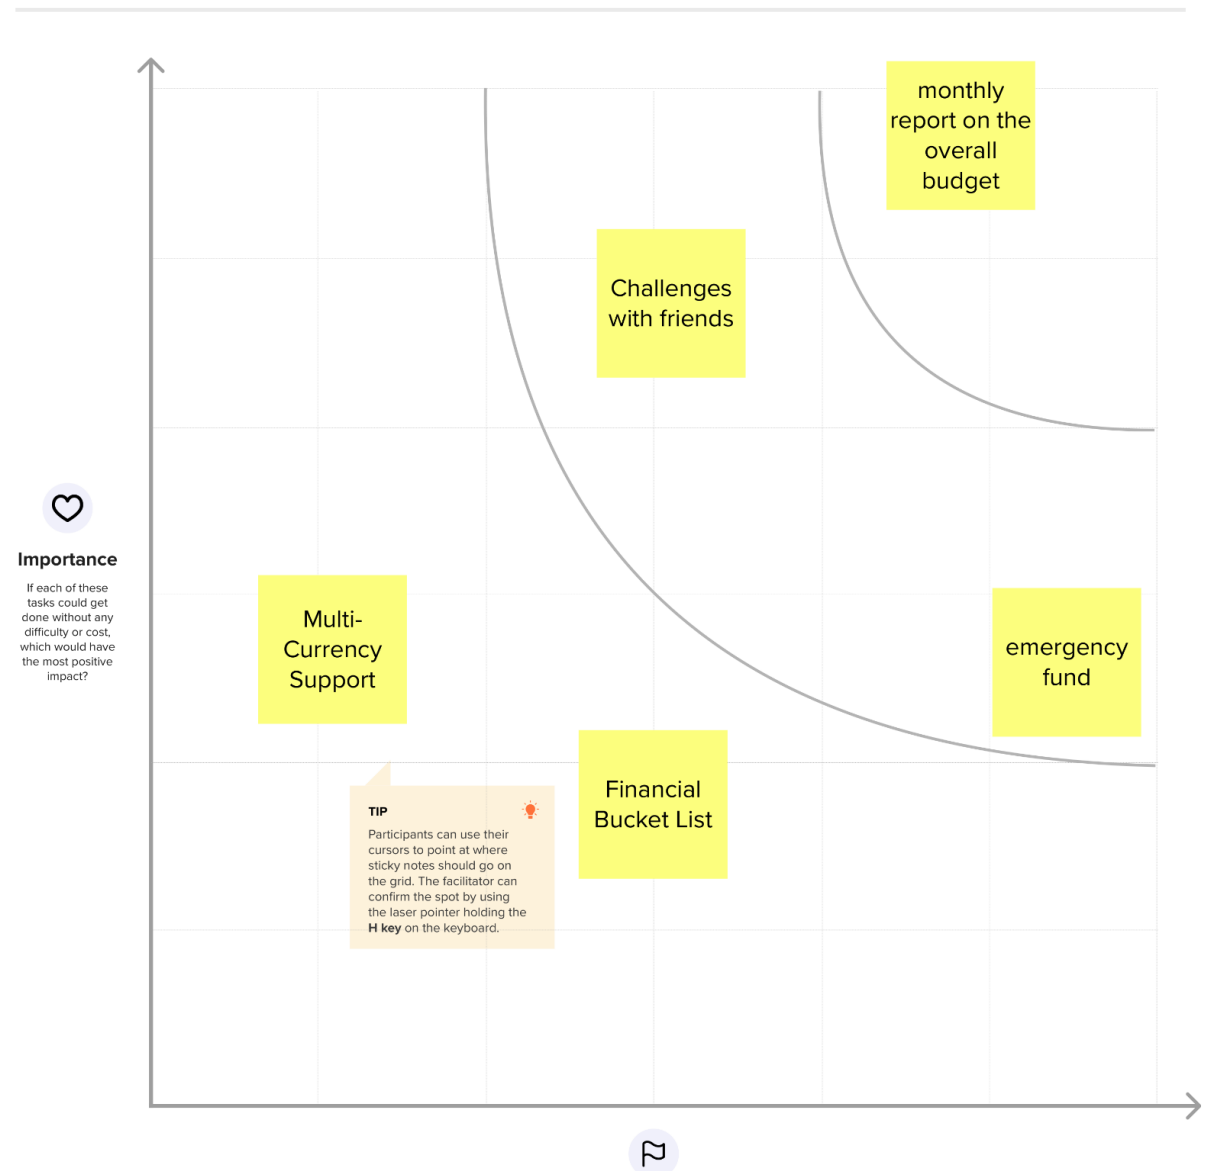 monthly
report on the
overall
budget
Challenges
with friends
Importance
If each of these
tasks could get
done without any
difficulty or cost,
which would have
the most positive
impact?
Multi-
Currency
Support
emergency
fund
Financial
Bucket List
TIP
Participants can use their
cursors to point at where
sticky notes should go on
the grid. The facilitator can
confirm the spot by using
the laser pointer holding the
H key on the keyboard.